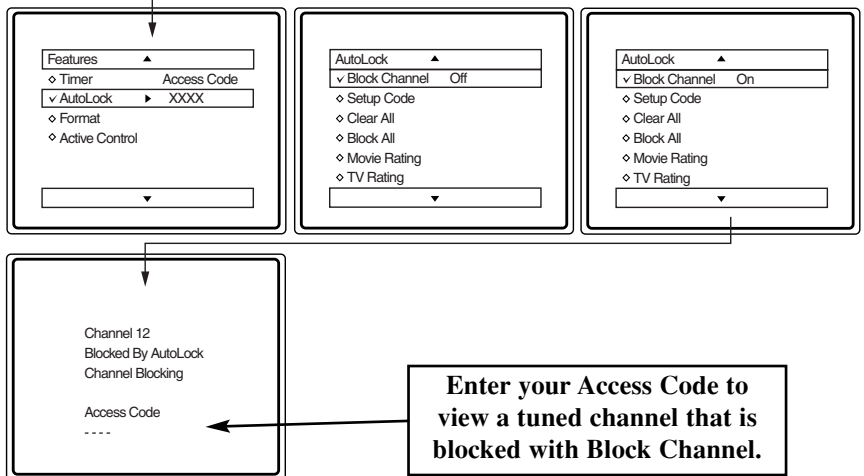 Features ▲
◇ Timer Access Code
✓ AutoLock ▶ XXXX
◇ Format
◇ Active Control
▼
AutoLock ▲
✓ Block Channel Off
◇ Setup Code
◇ Clear All
◇ Block All
◇ Movie Rating
◇ TV Rating
▼
AutoLock ▲
✓ Block Channel On
◇ Setup Code
◇ Clear All
◇ Block All
◇ Movie Rating
◇ TV Rating
▼
Channel 12
Blocked By AutoLock
Channel Blocking
Access Code
- - - -
Enter your Access Code to
view a tuned channel that is
blocked with Block Channel.